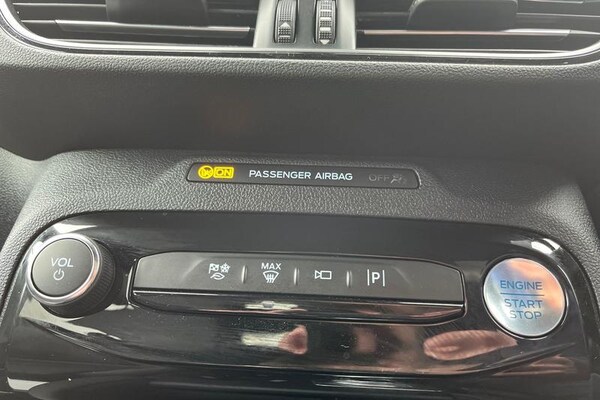 ON PASSENGER AIRBAG OFF
VOL
MAX
P
ENGINE
START
STOP